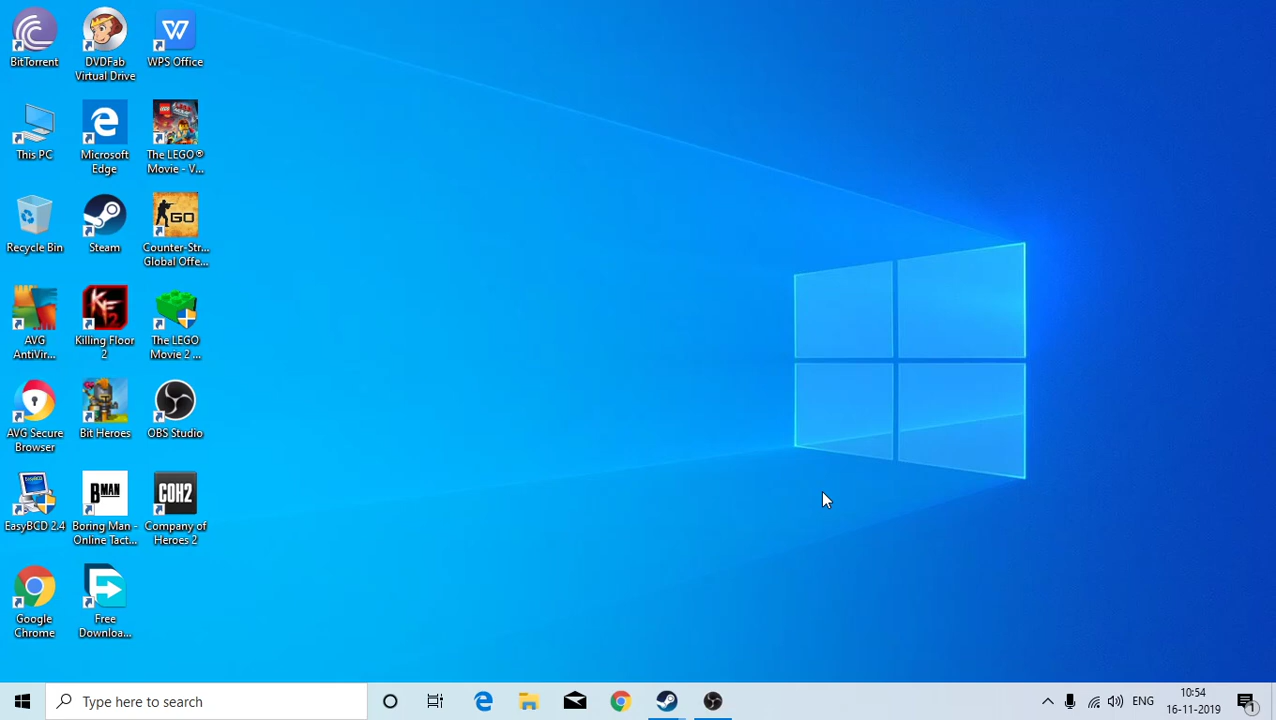 BitTorrent
DVDFab
Virtual Drive
WPS Office
This PC
Microsoft
Edge
The LEGO®
Movie - V...
Recycle Bin
Steam
GO
Counter-Str...
Global Offe...
AVG
AntiVir...
KF2
Killing Floor
2
The LEGO
Movie 2 ...
AVG Secure
Browser
Bit Heroes
OBS Studio
EasyBCD 2.4
BMAN
Boring Man -
Online Tact...
COH2
Company of
Heroes 2
Google
Chrome
Free
Downloa...
Type here to search
ENG
10:54
16-11-2019
1